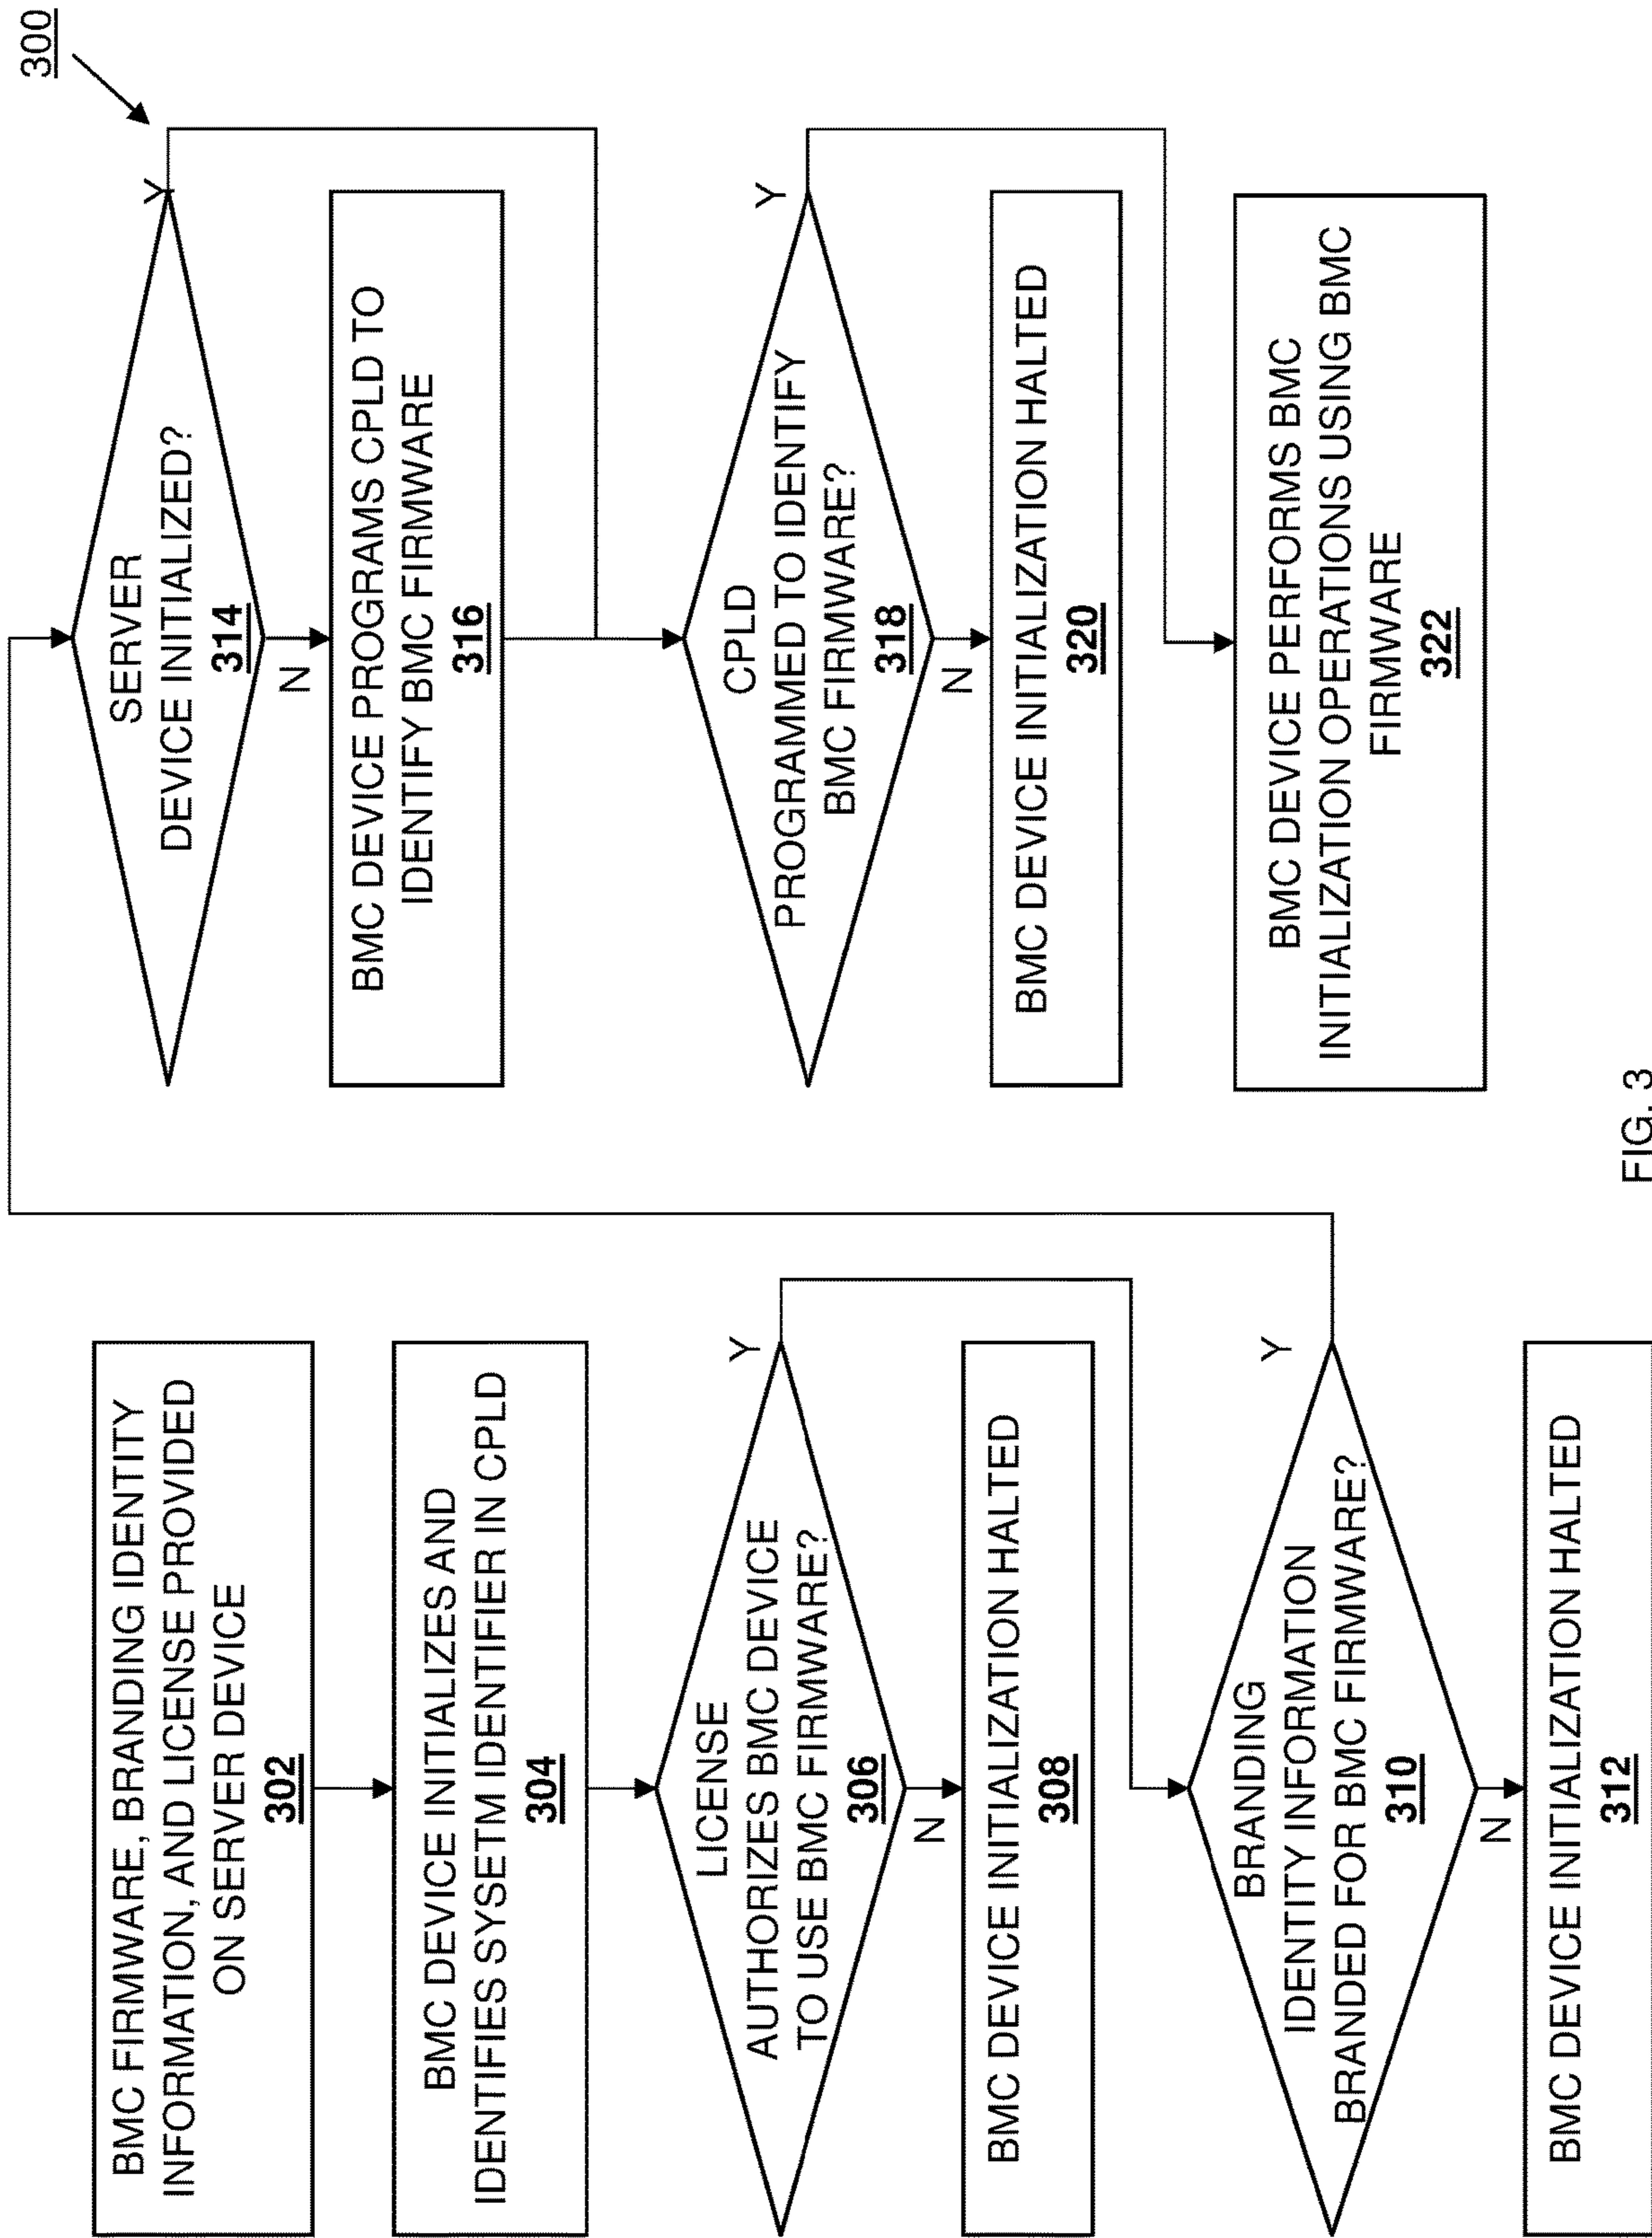 300
BMC FIRMWARE, BRANDING IDENTITY
INFORMATION, AND LICENSE PROVIDED
ON SERVER DEVICE
302
BMC DEVICE INITIALIZES AND
IDENTIFIES SYSETM IDENTIFIER IN CPLD
304
LICENSE
AUTHORIZES BMC DEVICE
TO USE BMC FIRMWARE?
306
Y
N
BMC DEVICE INITIALIZATION HALTED
308
BRANDING
IDENTITY INFORMATION
BRANDED FOR BMC FIRMWARE?
310
Y
N
BMC DEVICE INITIALIZATION HALTED
312
SERVER
DEVICE INITIALIZED?
314
Y
N
BMC DEVICE PROGRAMS CPLD TO
IDENTIFY BMC FIRMWARE
316
CPLD
PROGRAMMED TO IDENTIFY
BMC FIRMWARE?
318
Y
N
BMC DEVICE INITIALIZATION HALTED
320
BMC DEVICE PERFORMS BMC
INITIALIZATION OPERATIONS USING BMC
FIRMWARE
322
FIG. 3